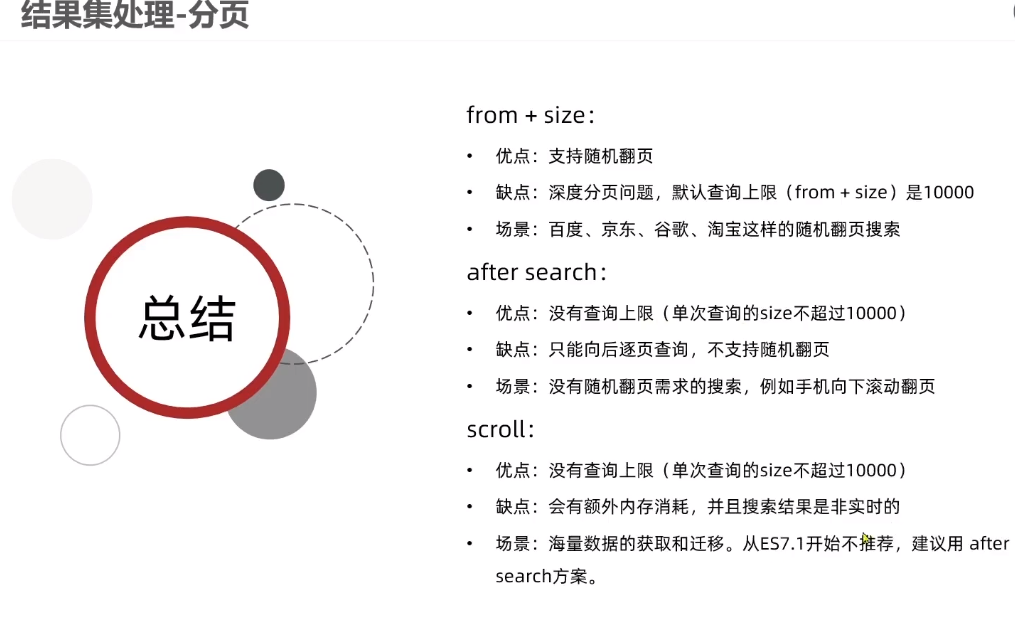 结果集处理-分页
from + size：
• 优点：支持随机翻页
• 缺点：深度分页问题，默认查询上限（from + size）是10000
• 场景：百度、京东、谷歌、淘宝这样的随机翻页搜索
总结
after search：
• 优点：没有查询上限（单次查询的size不超过10000）
• 缺点：只能向后逐页查询，不支持随机翻页
• 场景：没有随机翻页需求的搜索，例如手机向下滚动翻页
scroll：
• 优点：没有查询上限（单次查询的size不超过10000）
• 缺点：会有额外内存消耗，并且搜索结果是非实时的
• 场景：海量数据的获取和迁移。从ES7.1开始不推荐，建议用 after
search方案。